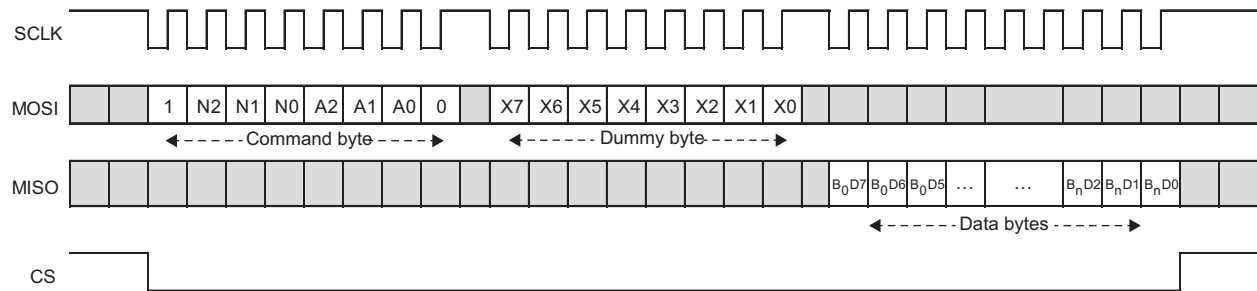 SCLK
MOSI 1 N2 N1 N0 A2 A1 A0 0 X7 X6 X5 X4 X3 X2 X1 X0
Command byte Dummy byte
MISO B0D7 B0D6 B0D5 ... ... BnD2 BnD1 BnD0
Data bytes
CS